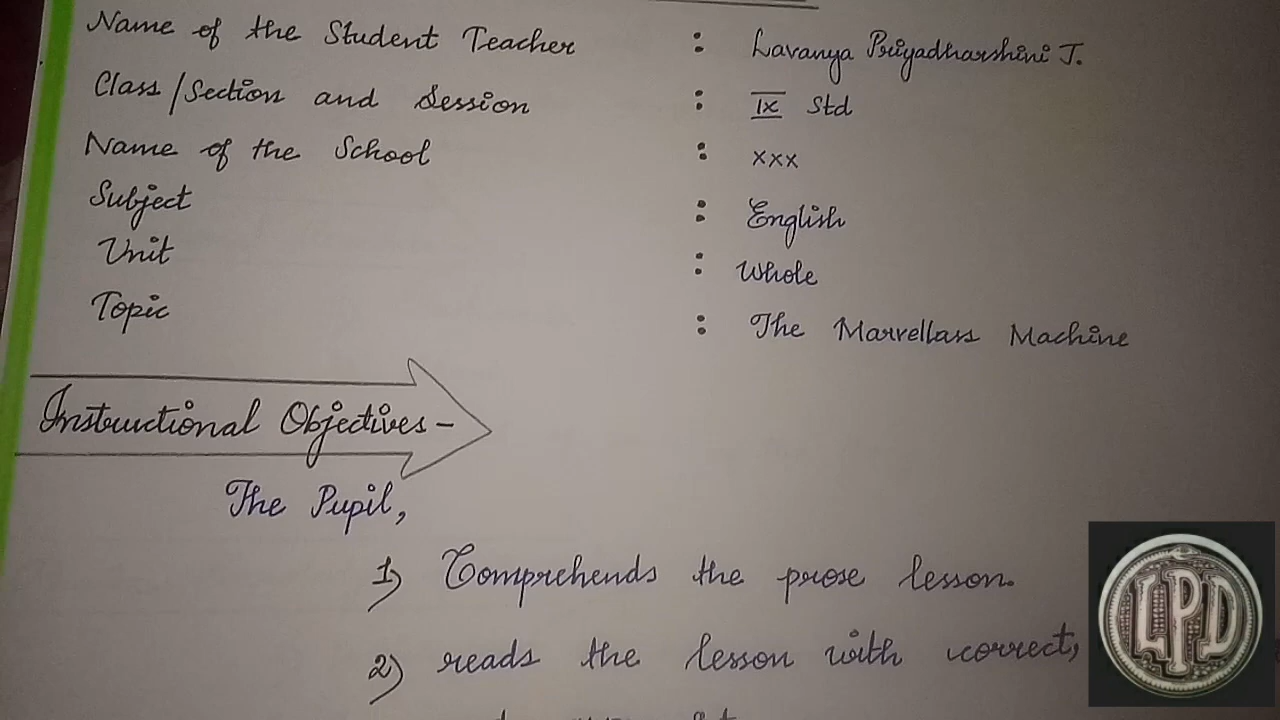 Name of the Student Teacher : Lavanya Priyadharshini J.
Class/Section and Session : IX Std
Name of the School : xxx
Subject : English
Unit : Whole
Topic : The Marvellass Machine
Instructional Objectives -
The Pupil,
1) Comprehends the prose lesson.
2) reads the lesson with correct,
LPD